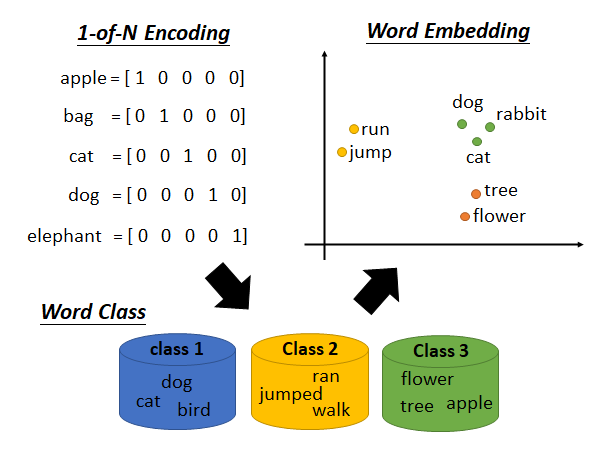 1-of-N Encoding
apple = [ 1 0 0 0 0]
bag = [ 0 1 0 0 0]
cat = [ 0 0 1 0 0]
dog = [ 0 0 0 1 0]
elephant = [ 0 0 0 0 1]
Word Embedding
dog
rabbit
run
jump
cat
tree
flower
Word Class
class 1
dog
cat
bird
Class 2
ran
jumped
walk
Class 3
flower
tree apple